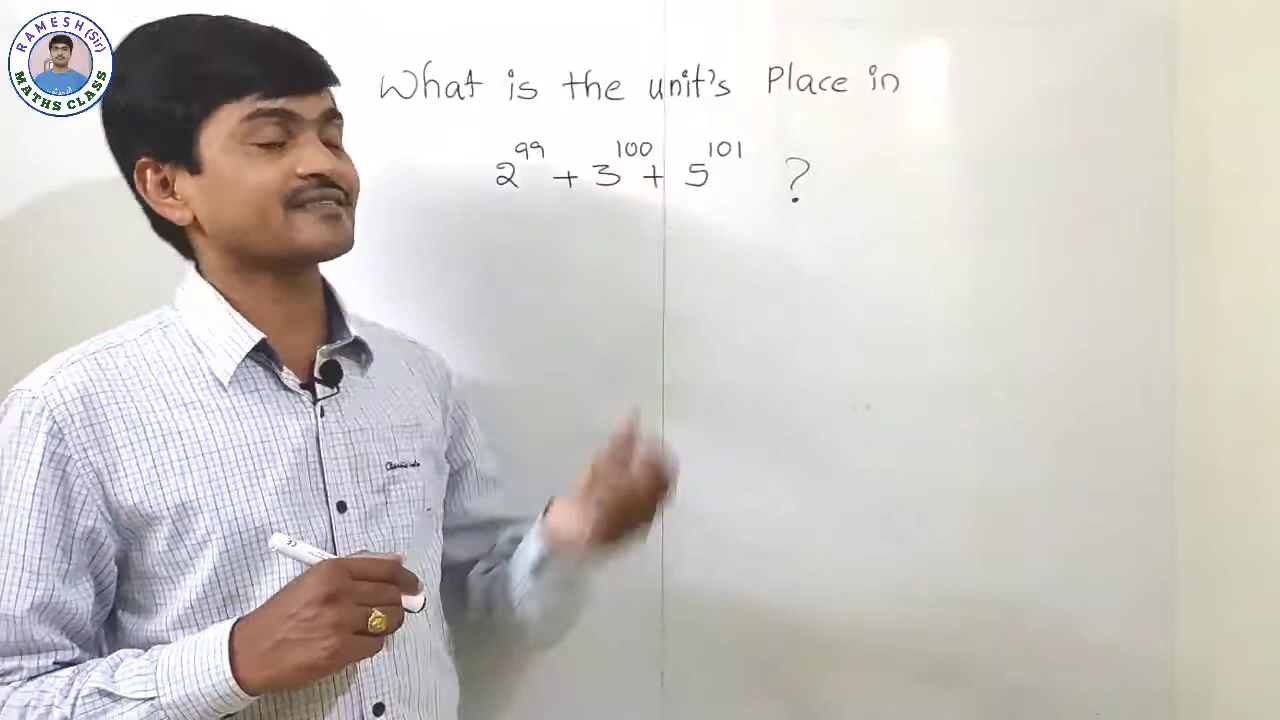 RAMESH (Sir)
MATHS CLASS
What is the unit's Place in
2^99 + 3^100 + 5^101 ?